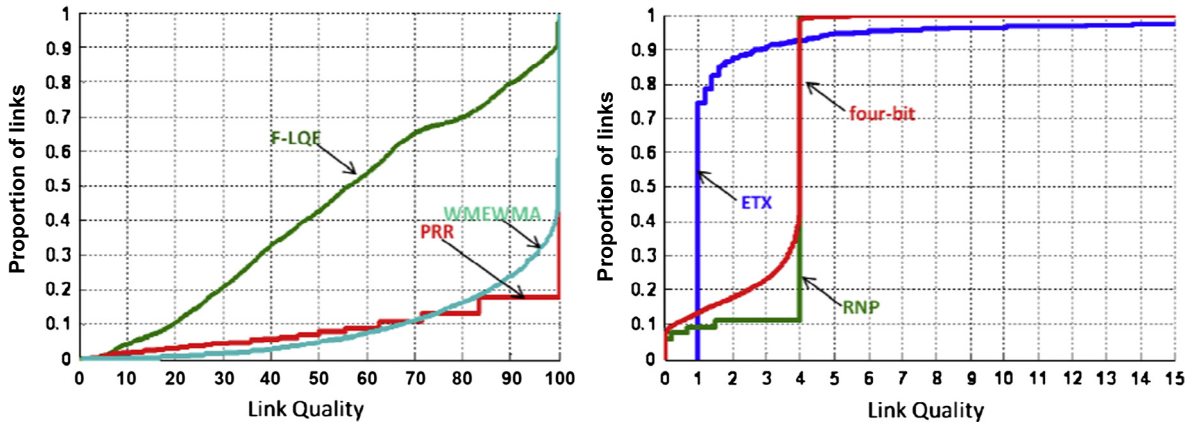 Proportion of links
1
0.9
0.8
0.7
0.6
0.5
0.4
0.3
0.2
0.1
0
F-LQE
WMEWMA
PRR
0 10 20 30 40 50 60 70 80 90 100
Link Quality
Proportion of links
1
0.9
0.8
0.7
0.6
0.5
0.4
0.3
0.2
0.1
0
four-bit
ETX
RNP
0 1 2 3 4 5 6 7 8 9 10 11 12 13 14 15
Link Quality